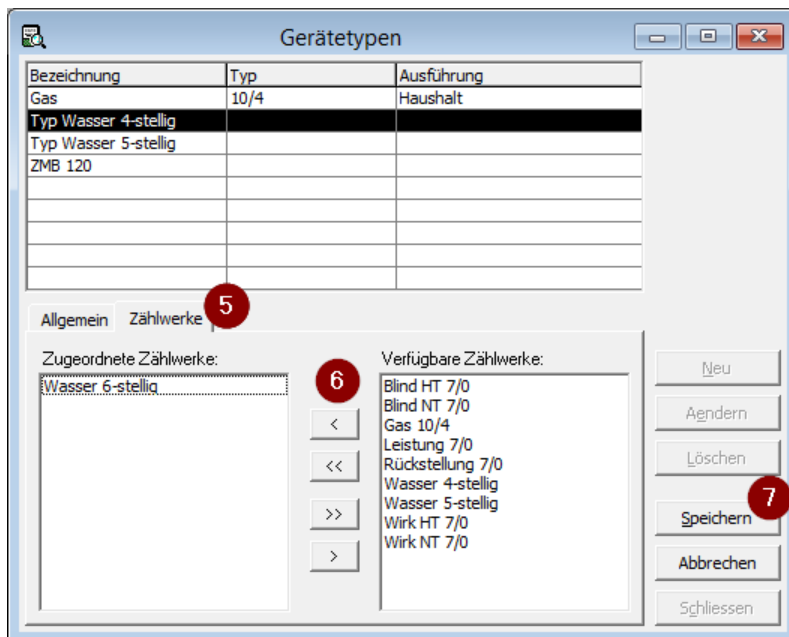 Gerätetypen
Bezeichnung Typ Ausführung
Gas 10/4 Haushalt
Typ Wasser 4-stellig
Typ Wasser 5-stellig
ZMB 120
Allgemein Zählwerke 5
Zugeordnete Zählwerke:
Wasser 6-stellig
6
<
<<
>>
>
Verfügbare Zählwerke:
Blind HT 7/0
Blind NT 7/0
Gas 10/4
Leistung 7/0
Rückstellung 7/0
Wasser 4-stellig
Wasser 5-stellig
Wirk HT 7/0
Wirk NT 7/0
Neu
Aendern
Löschen
7
Speichern
Abbrechen
Schliessen